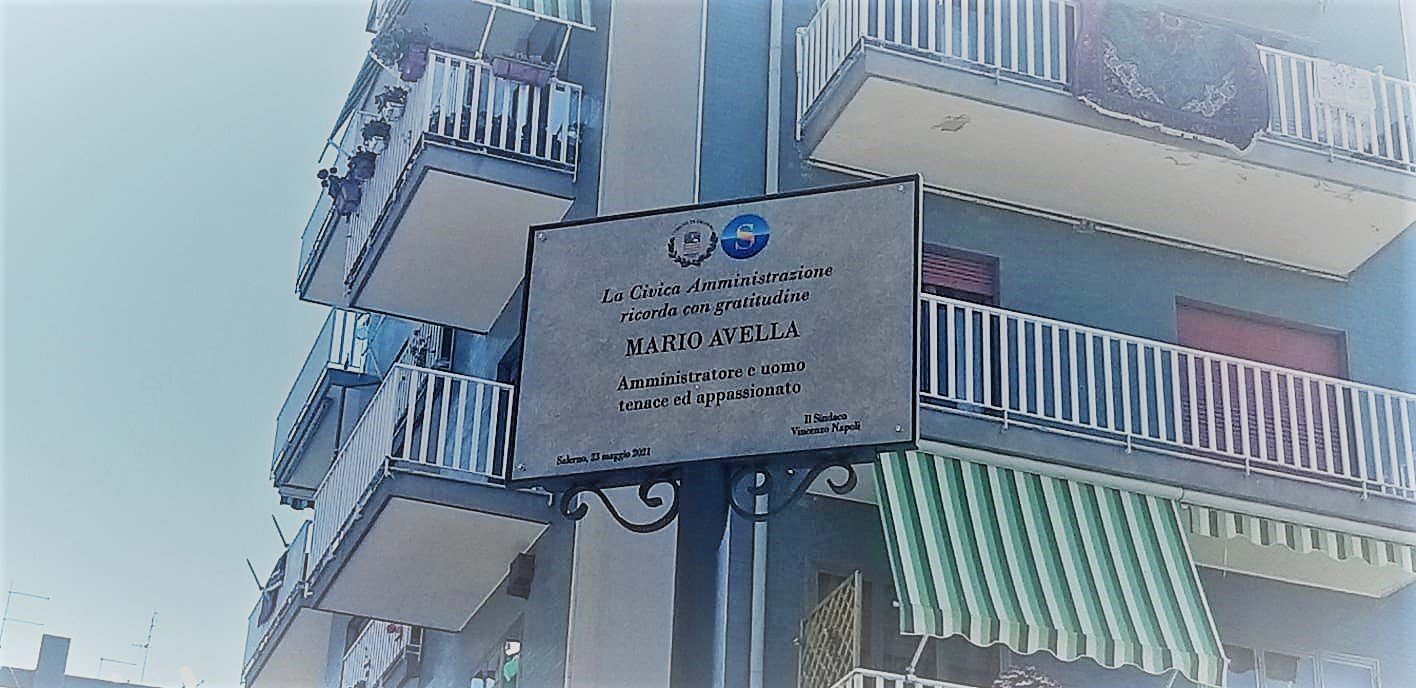 S
La Civica Amministrazione
ricorda con gratitudine
MARIO AVELLA
Amministratore e uomo
tenace ed appassionato
Il Sindaco
Vincenzo Napoli
Salerno, 23 maggio 2021